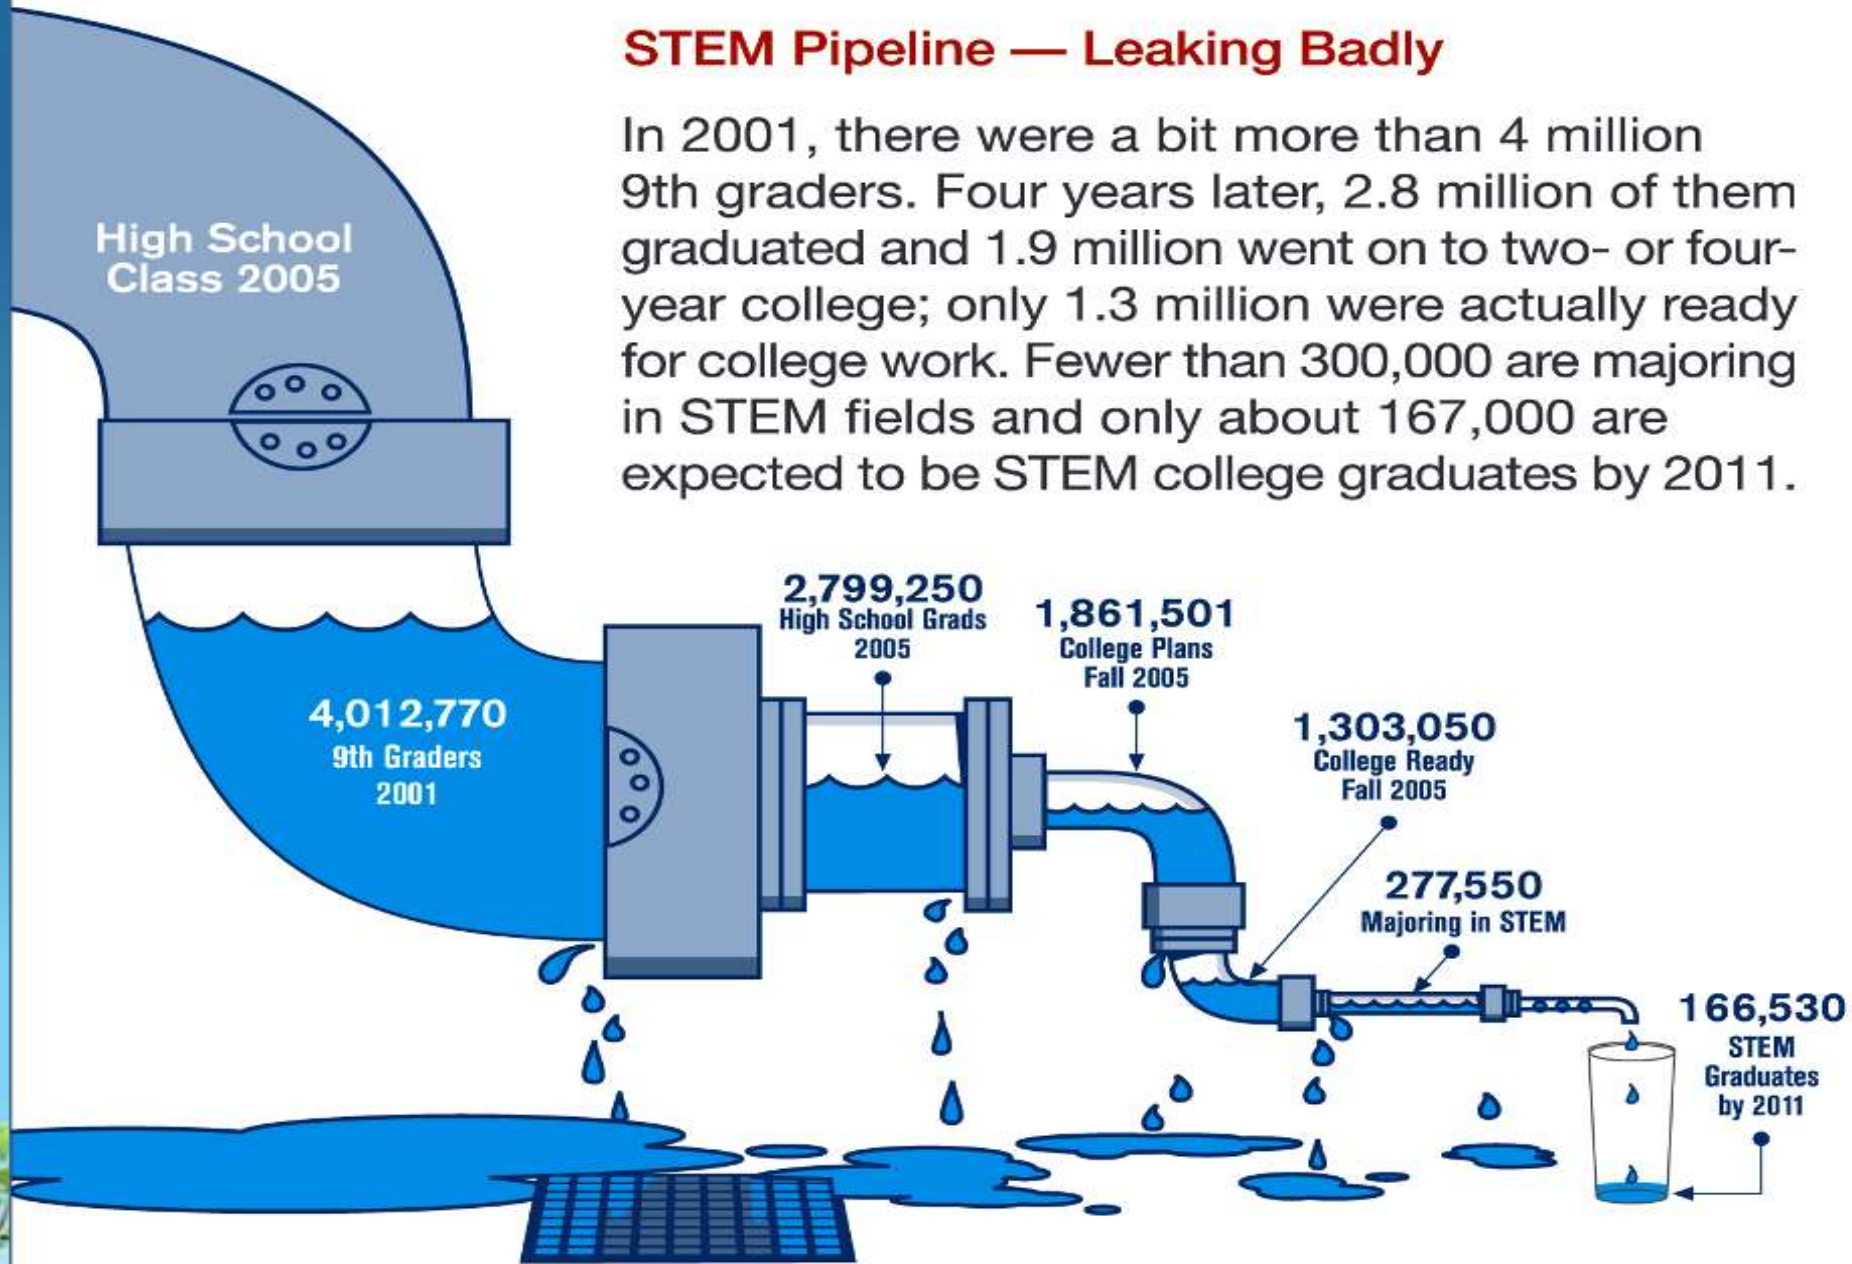 STEM Pipeline — Leaking Badly
In 2001, there were a bit more than 4 million
9th graders. Four years later, 2.8 million of them
graduated and 1.9 million went on to two- or four-
year college; only 1.3 million were actually ready
for college work. Fewer than 300,000 are majoring
in STEM fields and only about 167,000 are
expected to be STEM college graduates by 2011.
High School
Class 2005
4,012,770
9th Graders
2001
2,799,250
High School Grads
2005
1,861,501
College Plans
Fall 2005
1,303,050
College Ready
Fall 2005
277,550
Majoring in STEM
166,530
STEM
Graduates
by 2011